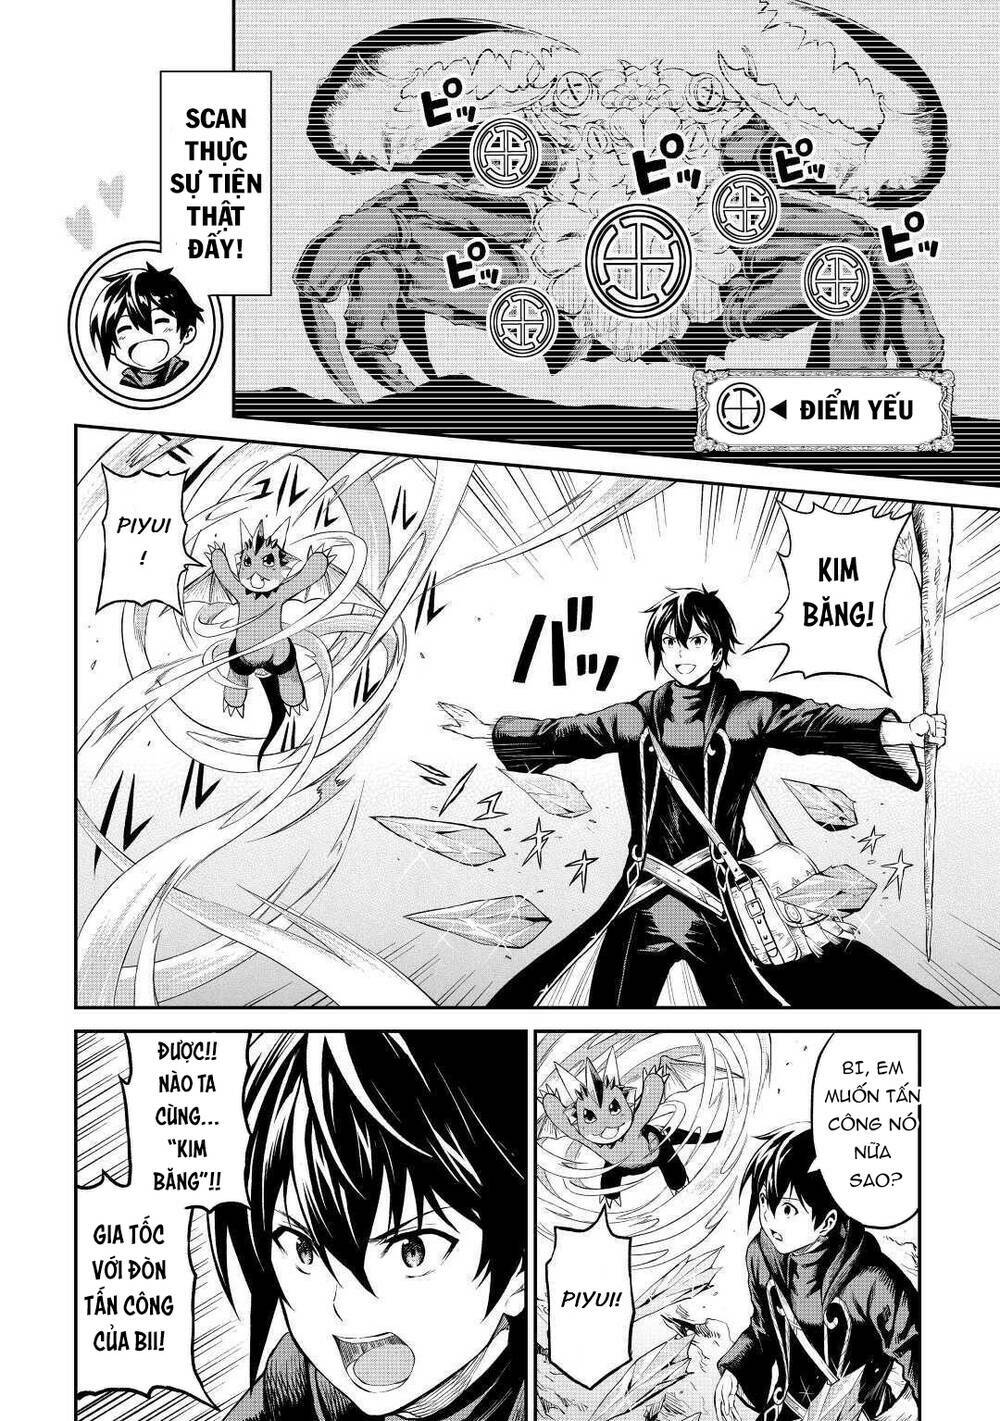 SCAN
THỰC
SỰ TIỆN
THẬT
ĐẤY!
ピッ
ピッ
ピッ
ピッ
ピッ
◀ ĐIỂM YẾU
KIM
BĂNG!
PIYUI
!
バッ
BI, EM
MUỐN TẤN
CÔNG NÓ
NỮA
SAO?
PIYUI!
ĐƯỢC!!
NÀO TA
CÙNG...
“KIM
BĂNG”!!
GIA TỐC
VỚI ĐÒN
TẤN CÔNG
CỦA BII!